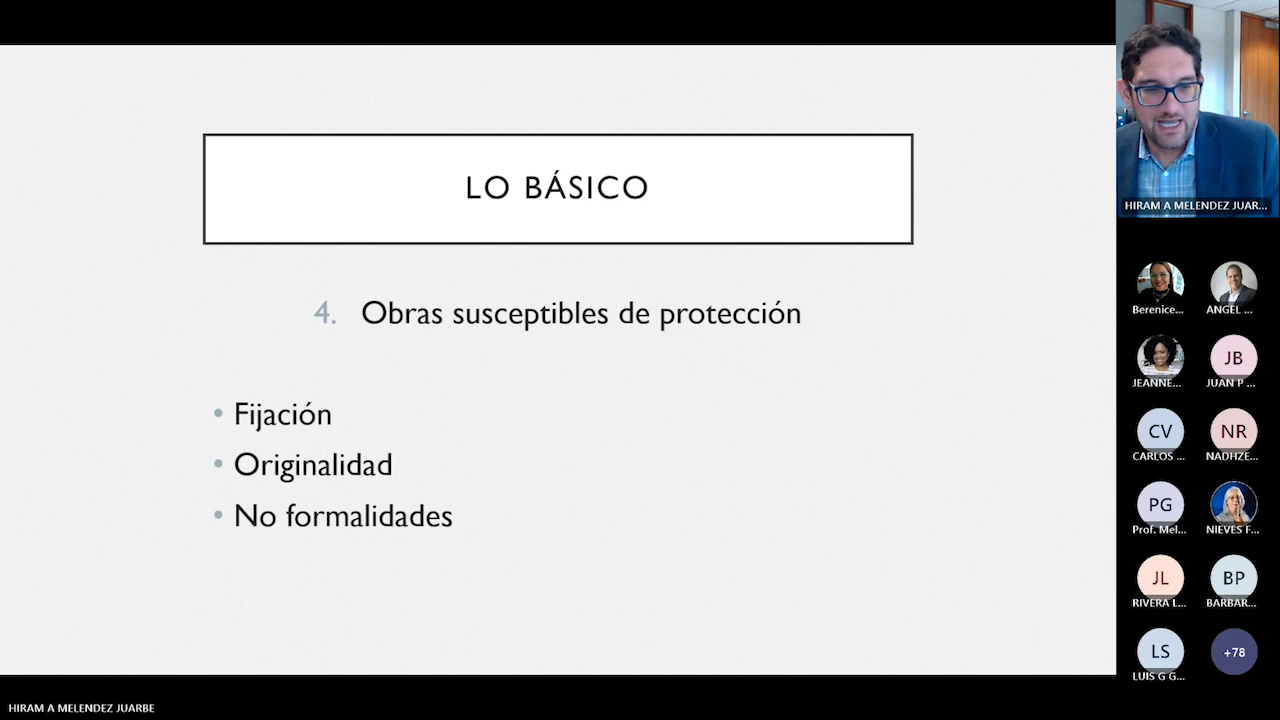 LO BÁSICO
4. Obras susceptibles de protección
• Fijación
• Originalidad
• No formalidades
HIRAM A MELENDEZ JUAR...
Berenice...
ANGEL ...
JEANNE...
JB
JUAN P ...
CV
CARLOS ...
NR
NADHZE...
PG
Prof. Mel...
NIEVES F...
JL
RIVERA L...
BP
BARBAR...
LS
LUIS G G...
+78
HIRAM A MELENDEZ JUARBE